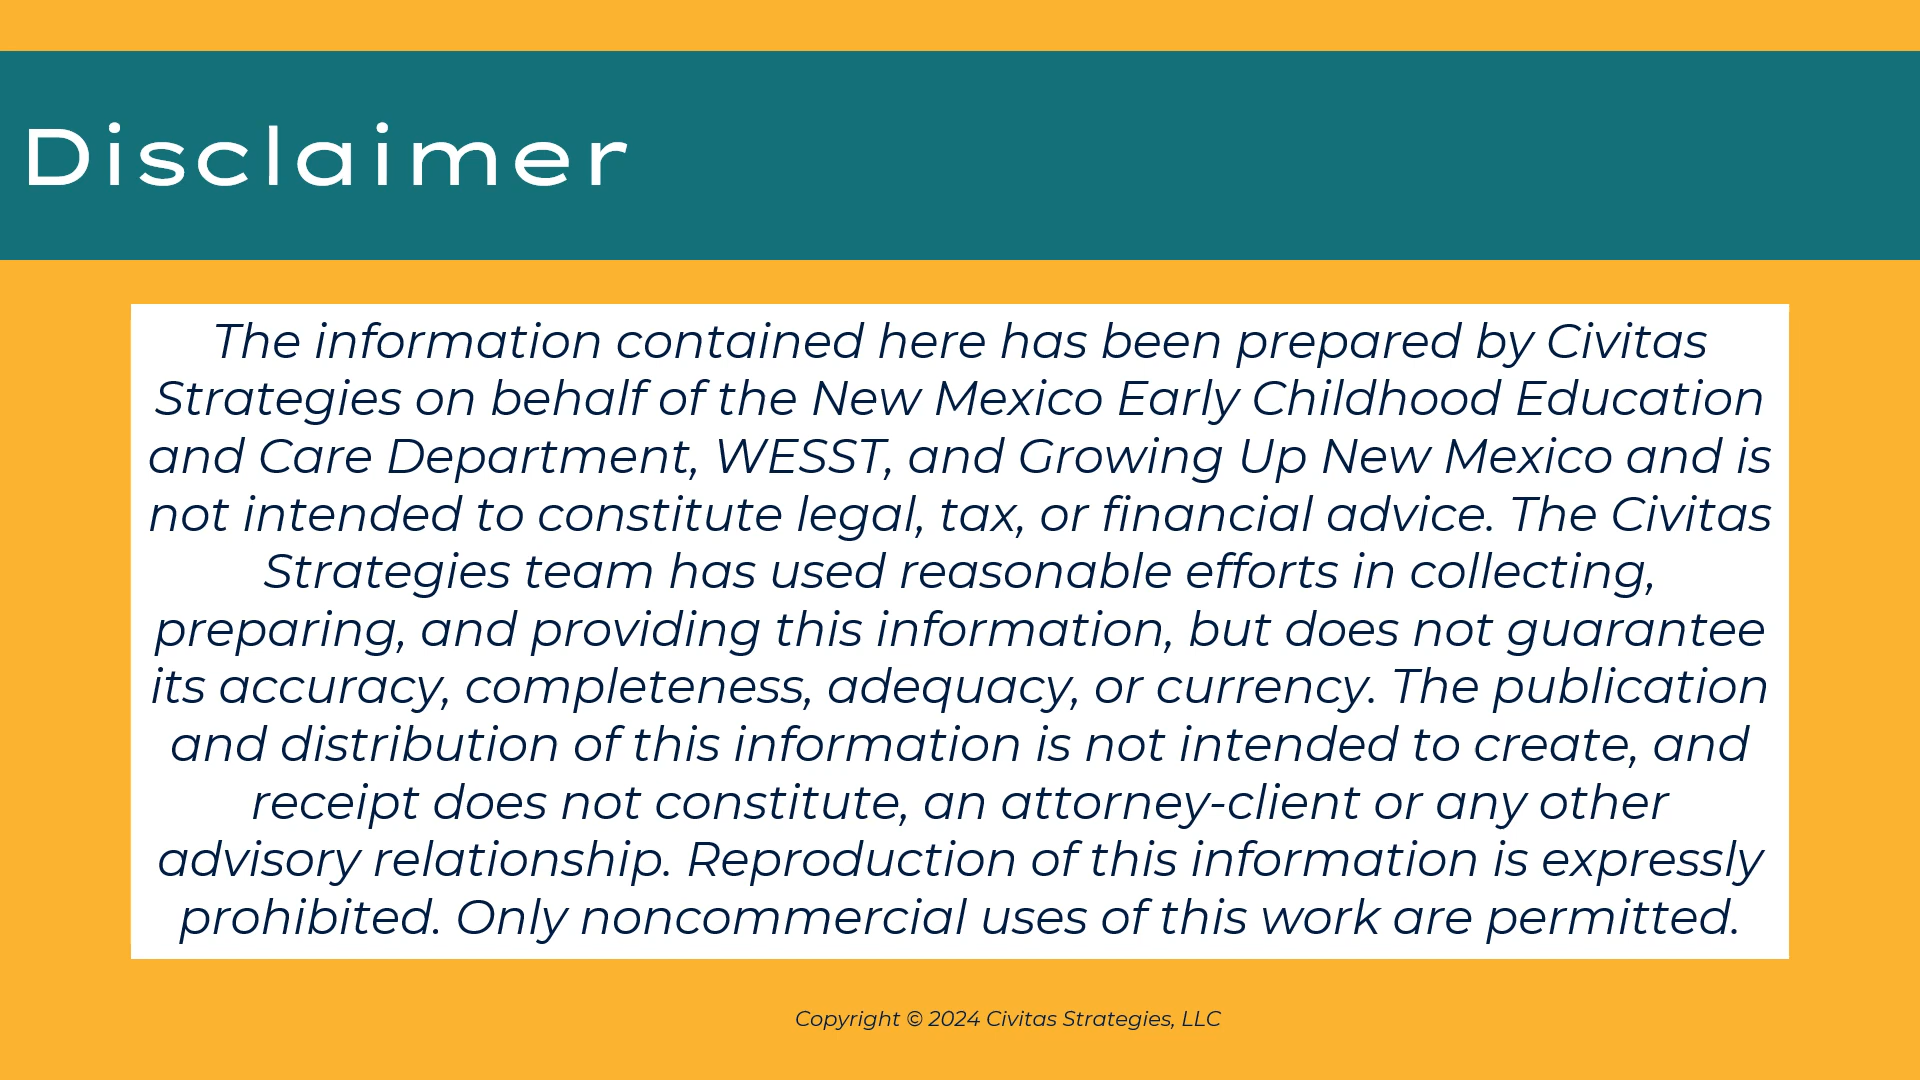 Disclaimer
The information contained here has been prepared by Civitas
Strategies on behalf of the New Mexico Early Childhood Education
and Care Department, WESST, and Growing Up New Mexico and is
not intended to constitute legal, tax, or financial advice. The Civitas
Strategies team has used reasonable efforts in collecting,
preparing, and providing this information, but does not guarantee
its accuracy, completeness, adequacy, or currency. The publication
and distribution of this information is not intended to create, and
receipt does not constitute, an attorney-client or any other
advisory relationship. Reproduction of this information is expressly
prohibited. Only noncommercial uses of this work are permitted.
Copyright © 2024 Civitas Strategies, LLC